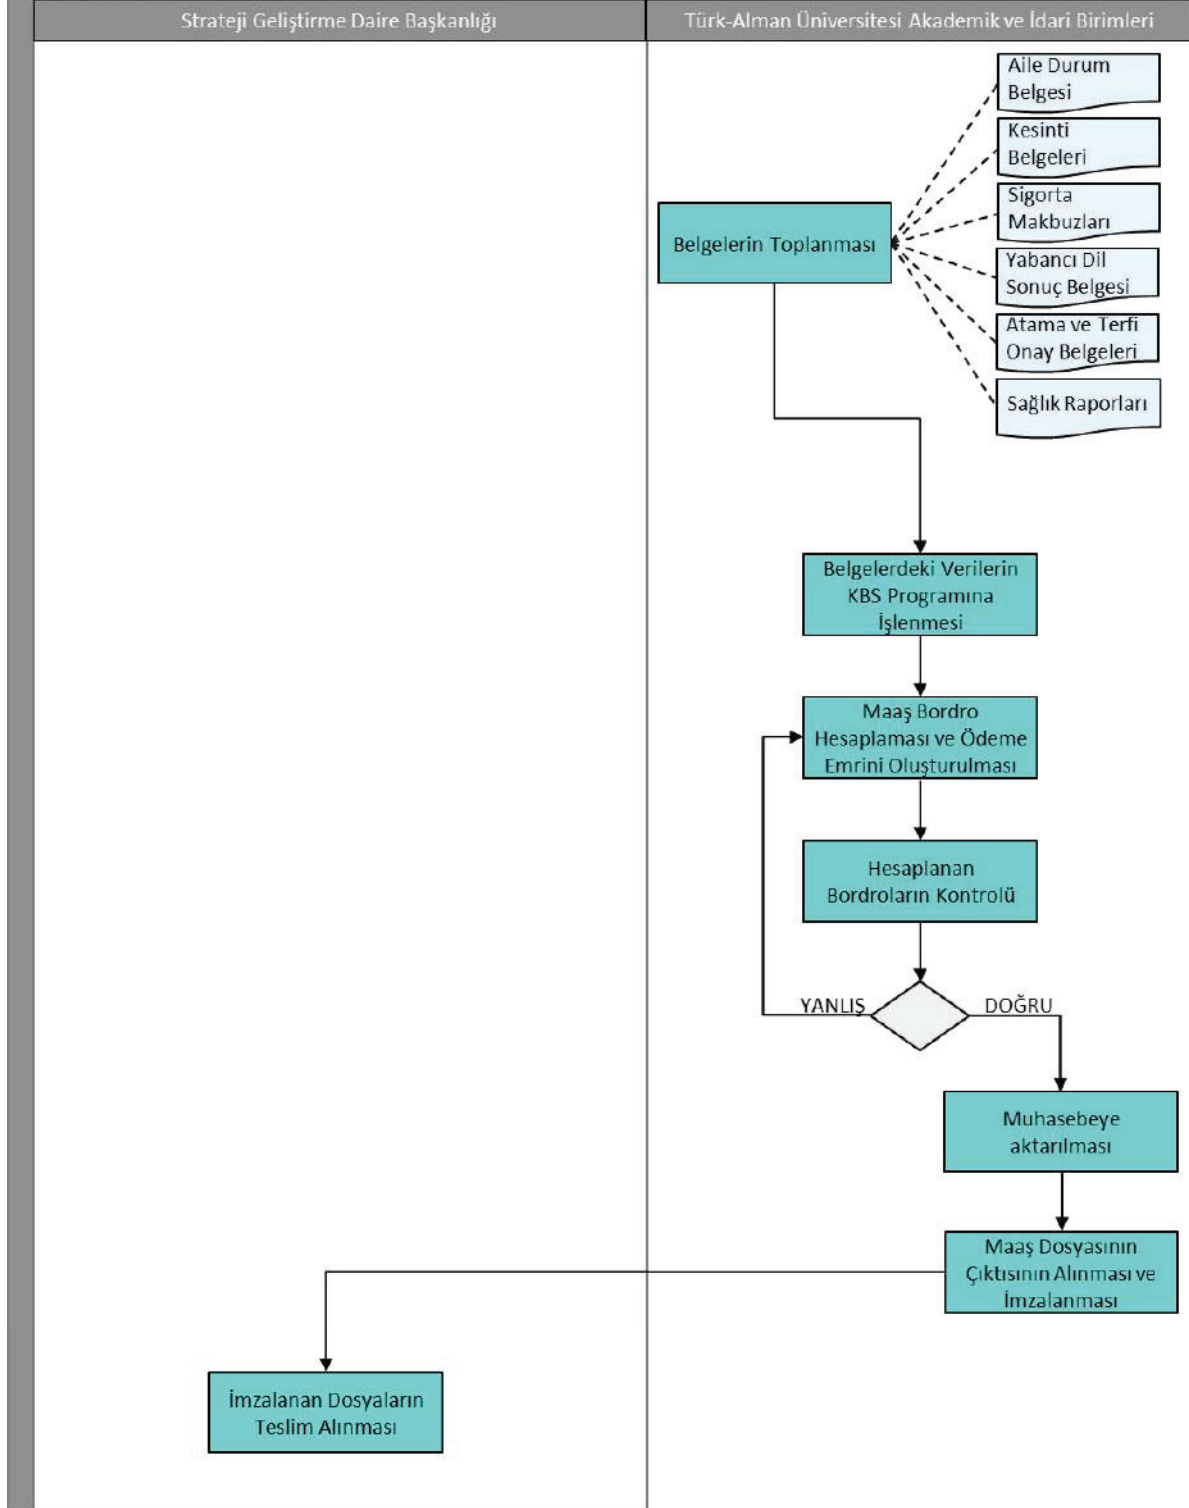 Strateji Geliştirme Daire Başkanlığı
Türk-Alman Üniversitesi Akademik ve İdari Birimleri
Aile Durum
Belgesi
Kesinti
Belgeleri
Sigorta
Makbuzları
Belgelerin Toplanması
Yabancı Dil
Sonuç Belgesi
Atama ve Terfi
Onay Belgeleri
Sağlık Raporları
Belgelerdeki Verilerin
KBS Programına
İşlenmesi
Maaş Bordro
Hesaplaması ve Ödeme
Emrini Oluşturulması
Hesaplanan
Bordroların Kontrolü
YANLIŞ
DOĞRU
Muhasebeye
aktarılması
Maaş Dosyasının
Çıktısının Alınması ve
İmzalanması
İmzalanan Dosyaların
Teslim Alınması